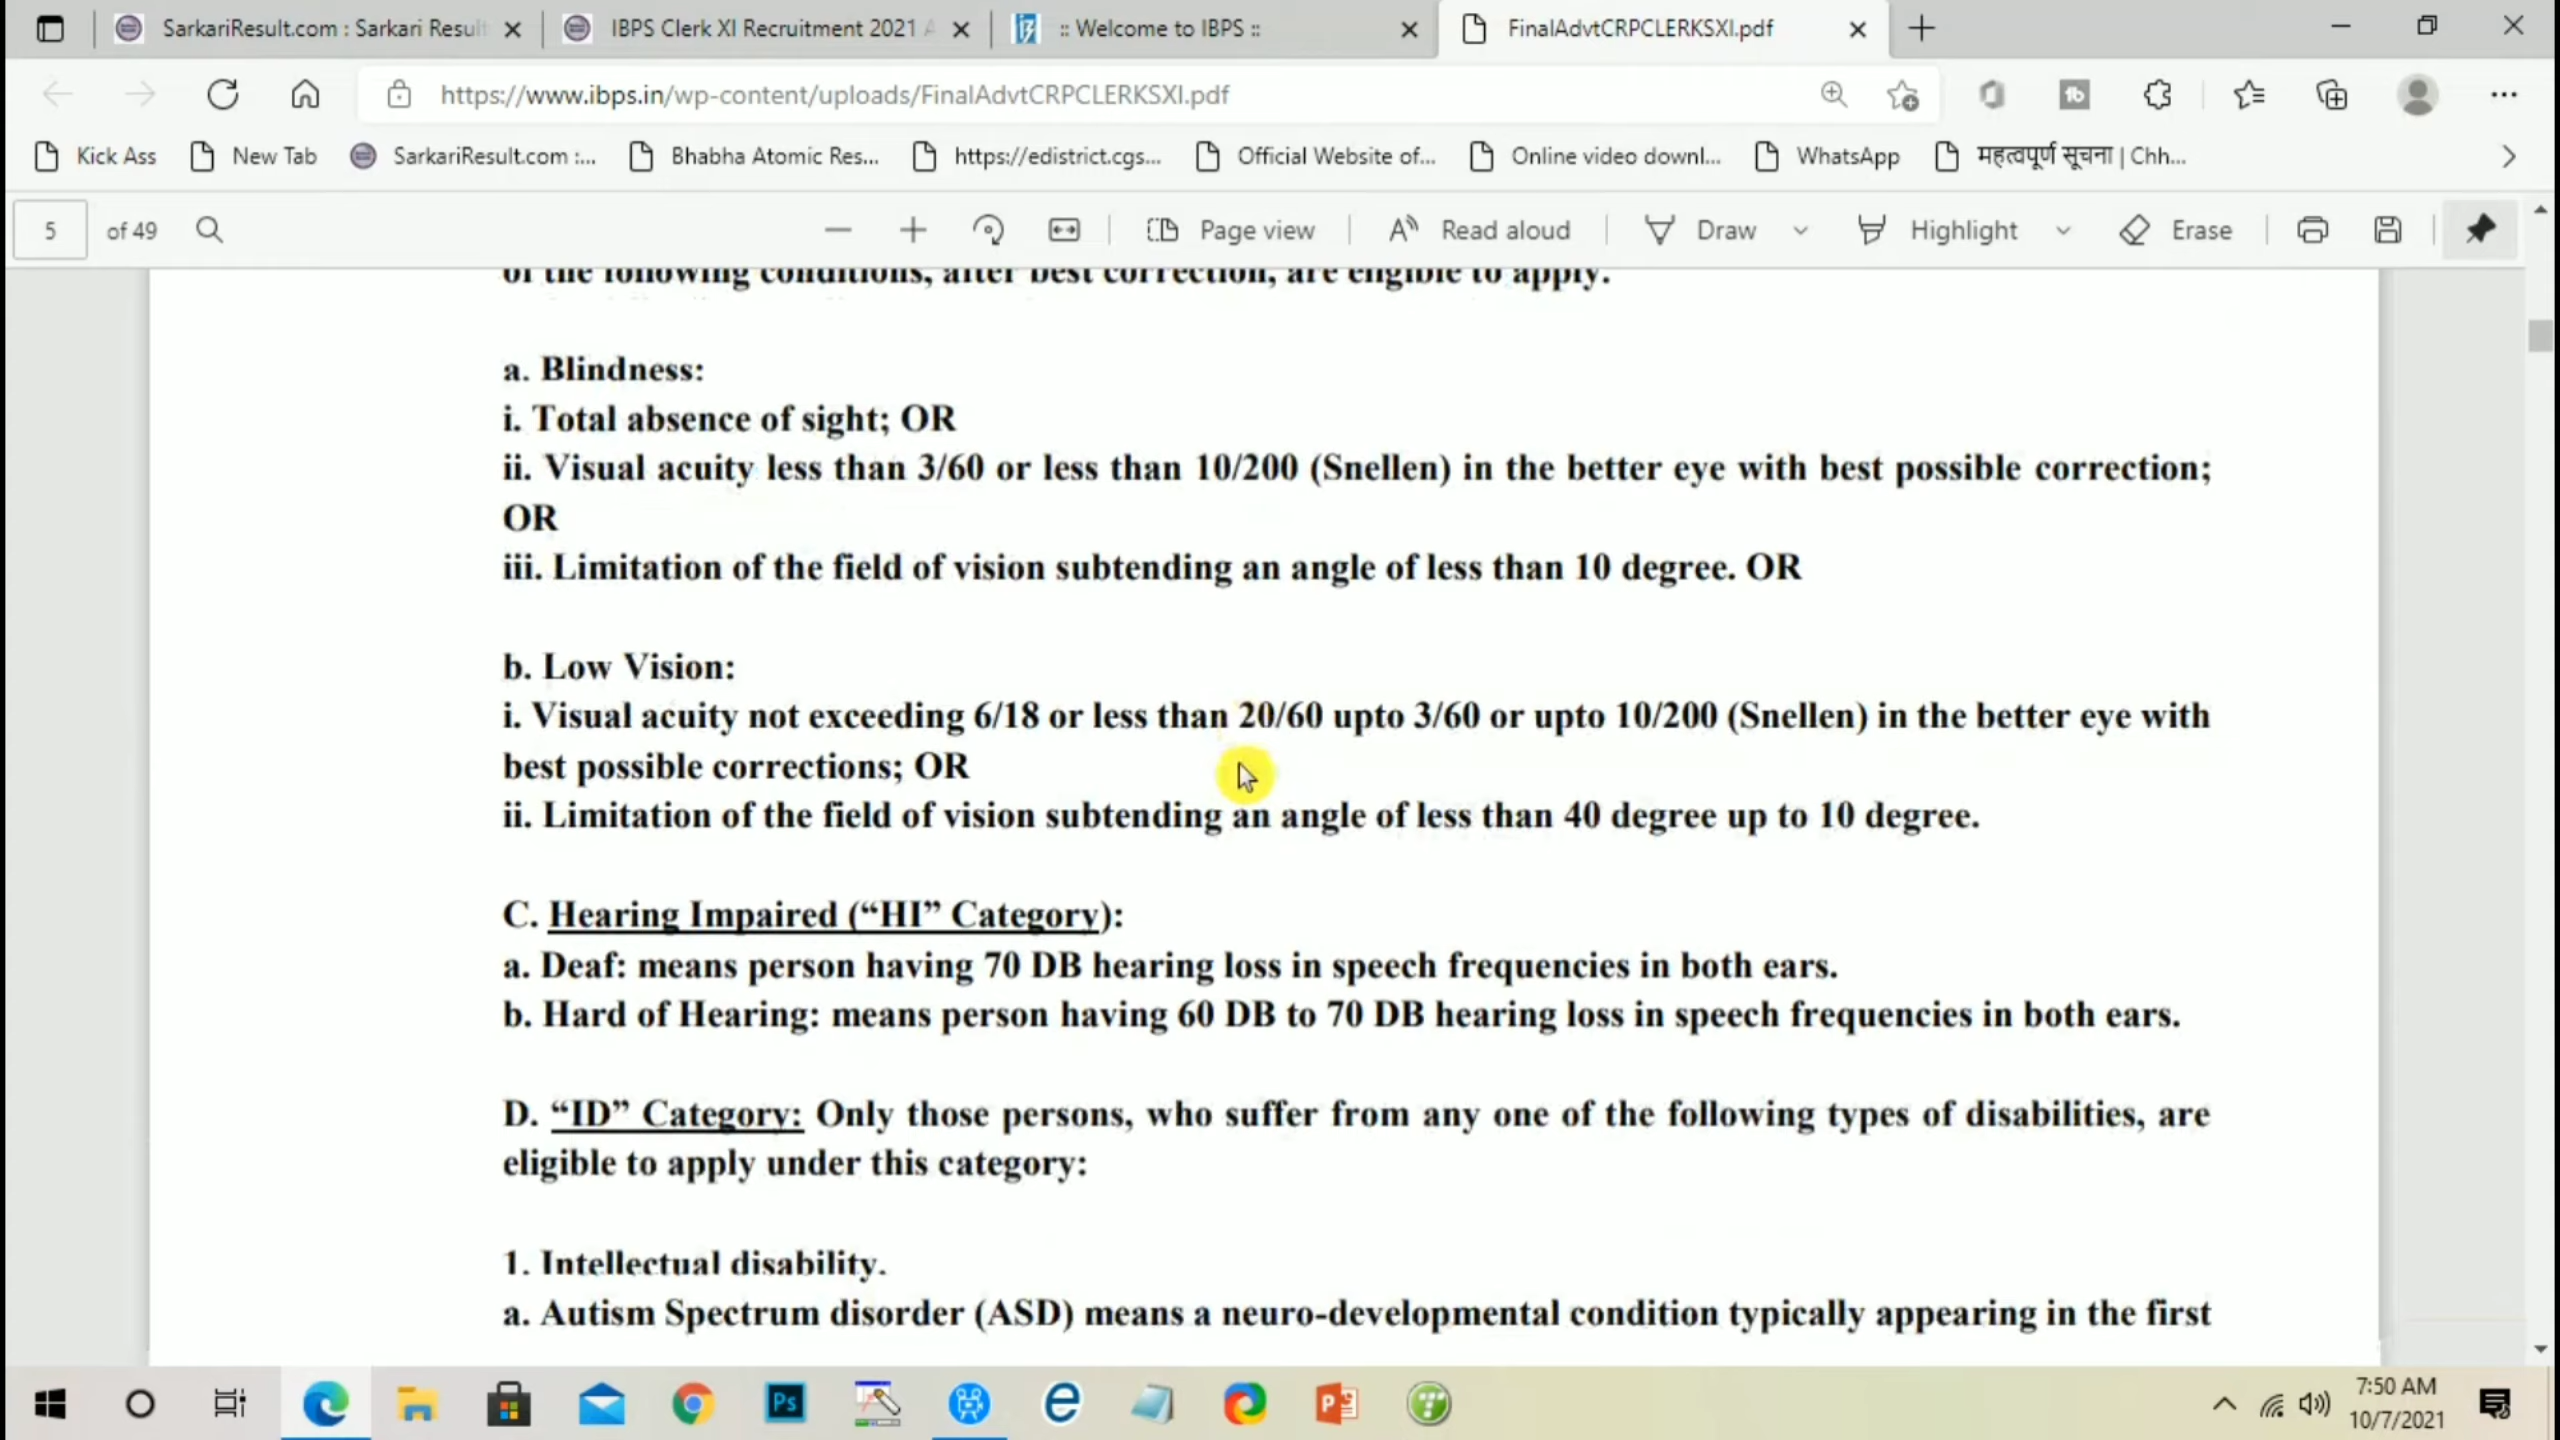 SarkariResult.com : Sarkari Result
IBPS Clerk XI Recruitment 2021 A
:: Welcome to IBPS ::
FinalAdvtCRPCLERKSXI.pdf
https://www.ibps.in/wp-content/uploads/FinalAdvtCRPCLERKSXI.pdf
Kick Ass
New Tab
SarkariResult.com :...
Bhabha Atomic Res...
https://edistrict.cgs...
Official Website of...
Online video downl...
WhatsApp
महत्वपूर्ण सूचना | Chh...
5 of 49
Page view
Read aloud
Draw
Highlight
Erase
of the following conditions, after best correction, are eligible to apply.
a. Blindness:
i. Total absence of sight; OR
ii. Visual acuity less than 3/60 or less than 10/200 (Snellen) in the better eye with best possible correction;
OR
iii. Limitation of the field of vision subtending an angle of less than 10 degree. OR
b. Low Vision:
i. Visual acuity not exceeding 6/18 or less than 20/60 upto 3/60 or upto 10/200 (Snellen) in the better eye with
best possible corrections; OR
ii. Limitation of the field of vision subtending an angle of less than 40 degree up to 10 degree.
C. Hearing Impaired (“HI” Category):
a. Deaf: means person having 70 DB hearing loss in speech frequencies in both ears.
b. Hard of Hearing: means person having 60 DB to 70 DB hearing loss in speech frequencies in both ears.
D. “ID” Category: Only those persons, who suffer from any one of the following types of disabilities, are
eligible to apply under this category:
1. Intellectual disability.
a. Autism Spectrum disorder (ASD) means a neuro-developmental condition typically appearing in the first
Ps
7:50 AM
10/7/2021